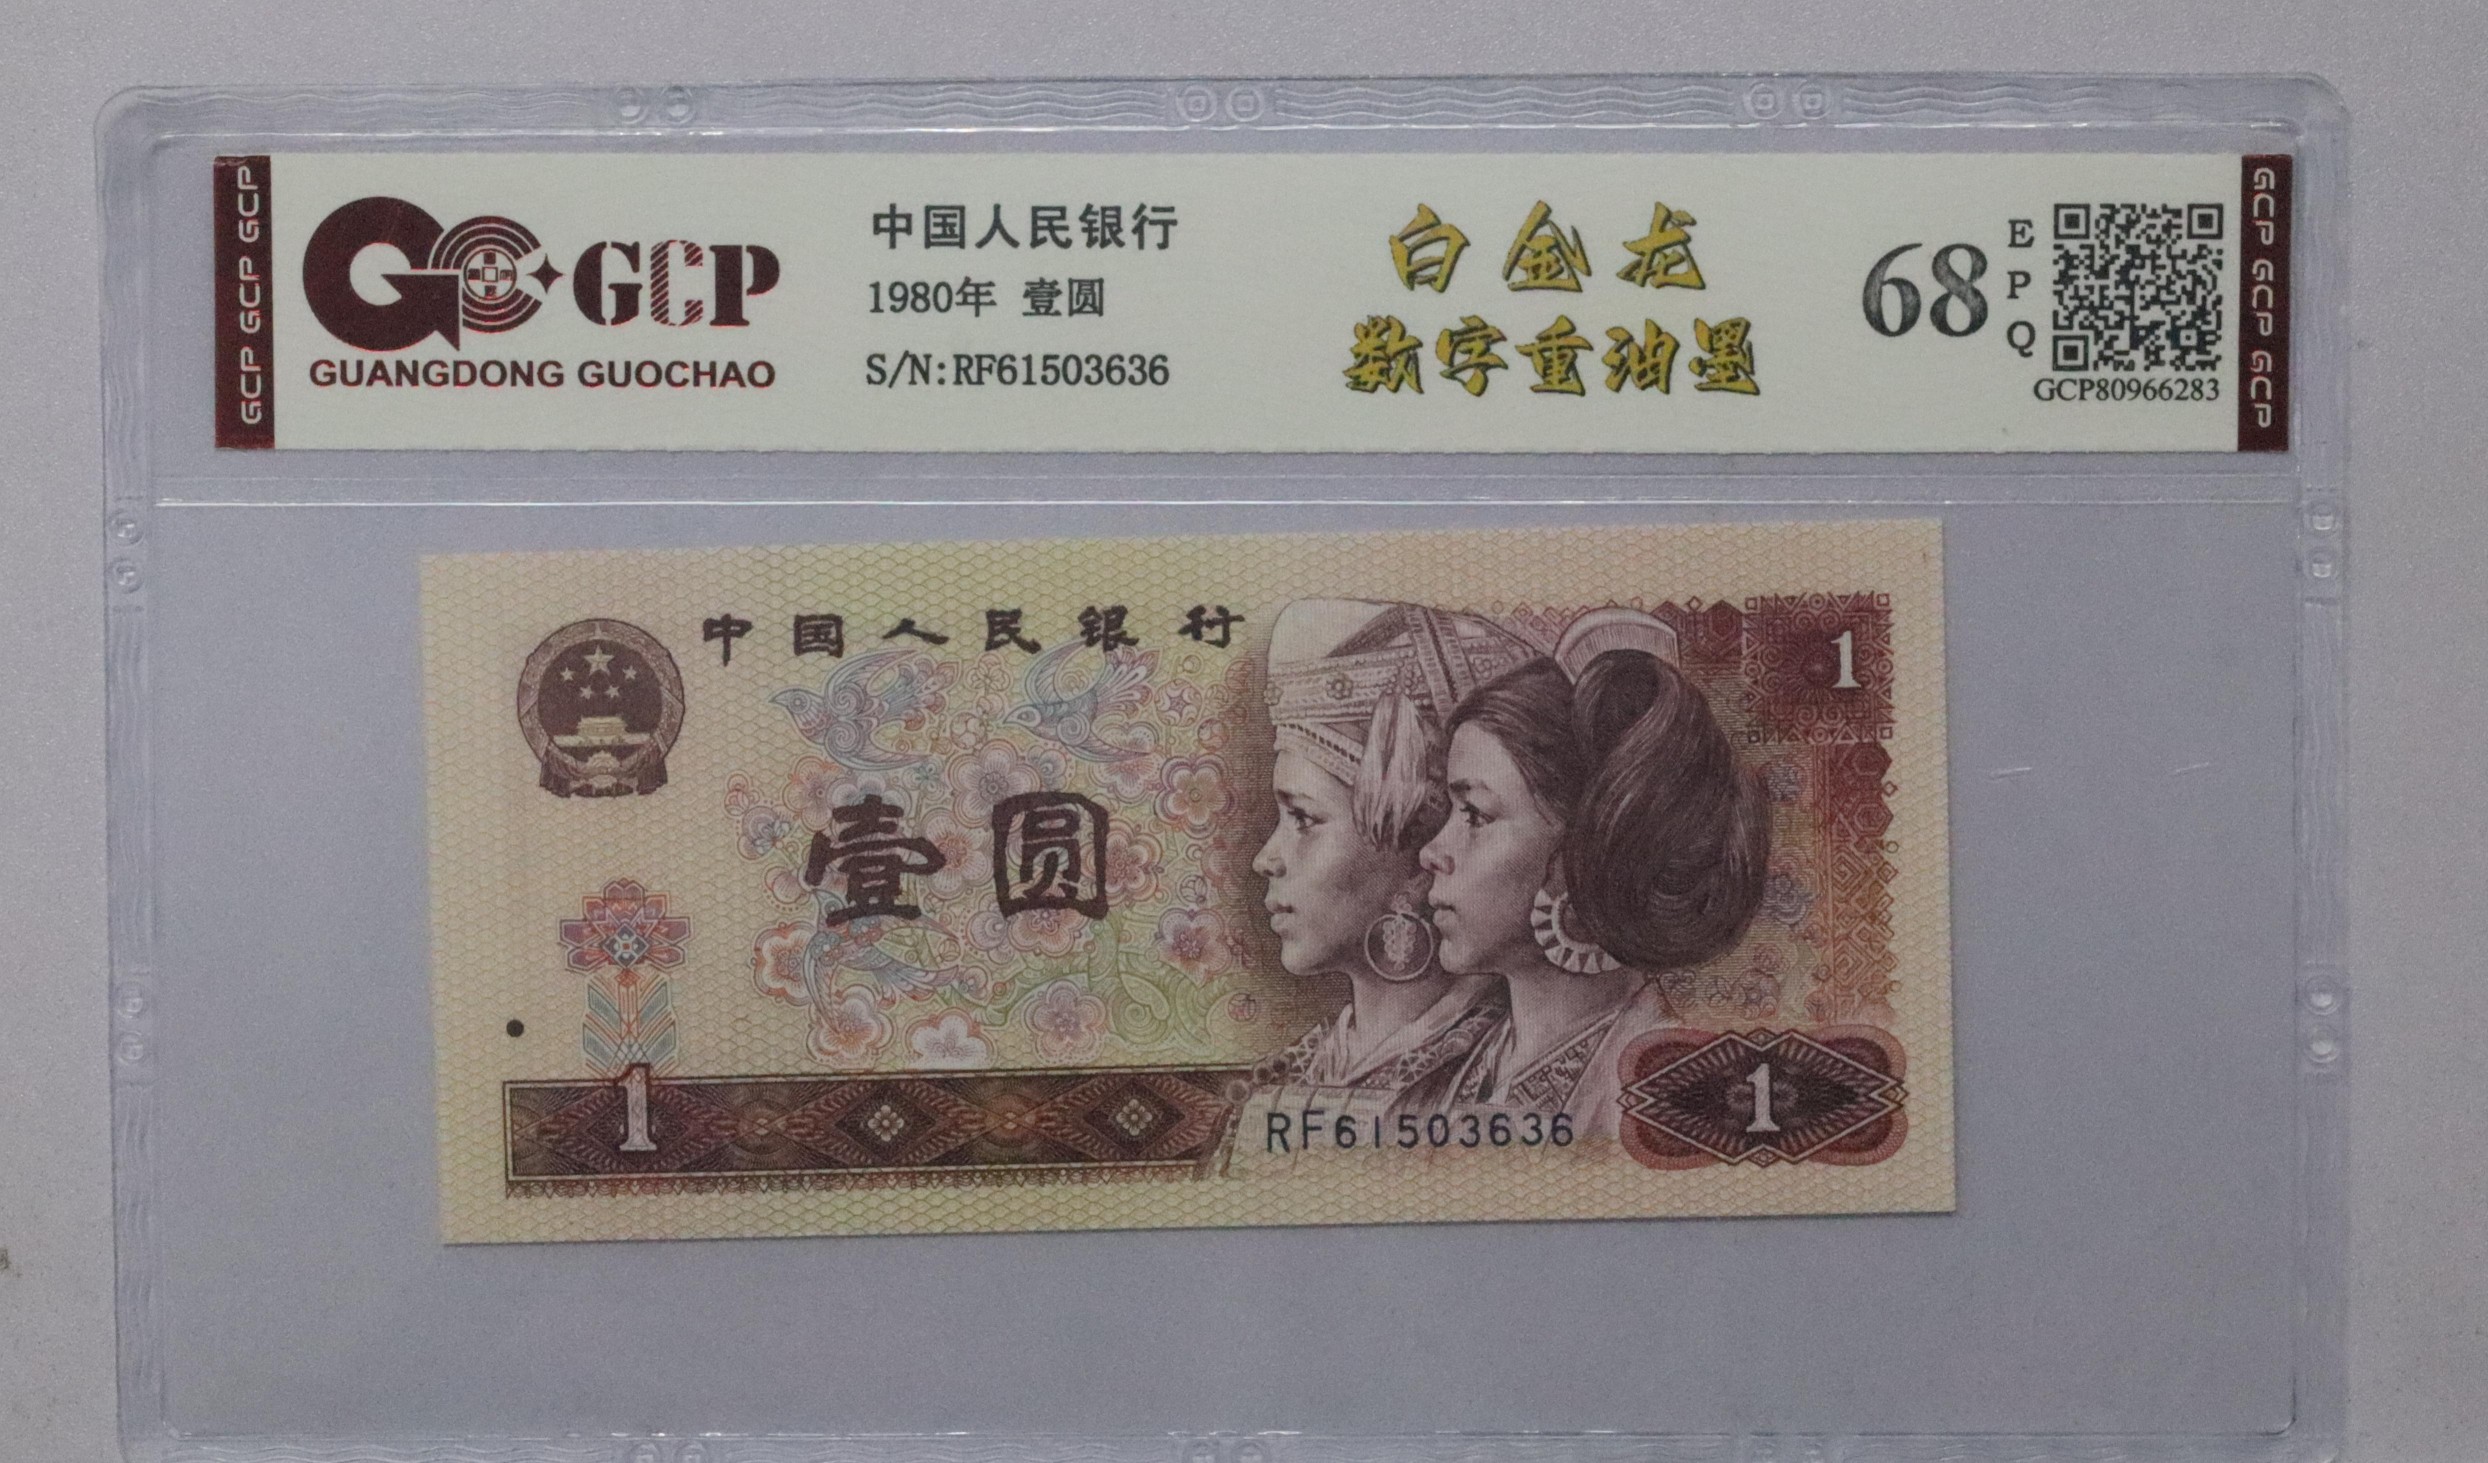 GCP GCP GCP
GCP
GUANGDONG GUOCHAO
中国人民银行
1980年 壹圆
S/N:RF61503636
白金龙
数字重油墨
68
E
P
Q
GCP80966283
GCP GCP GCP
中国人民银行
1
壹圆
1
RF61503636
1